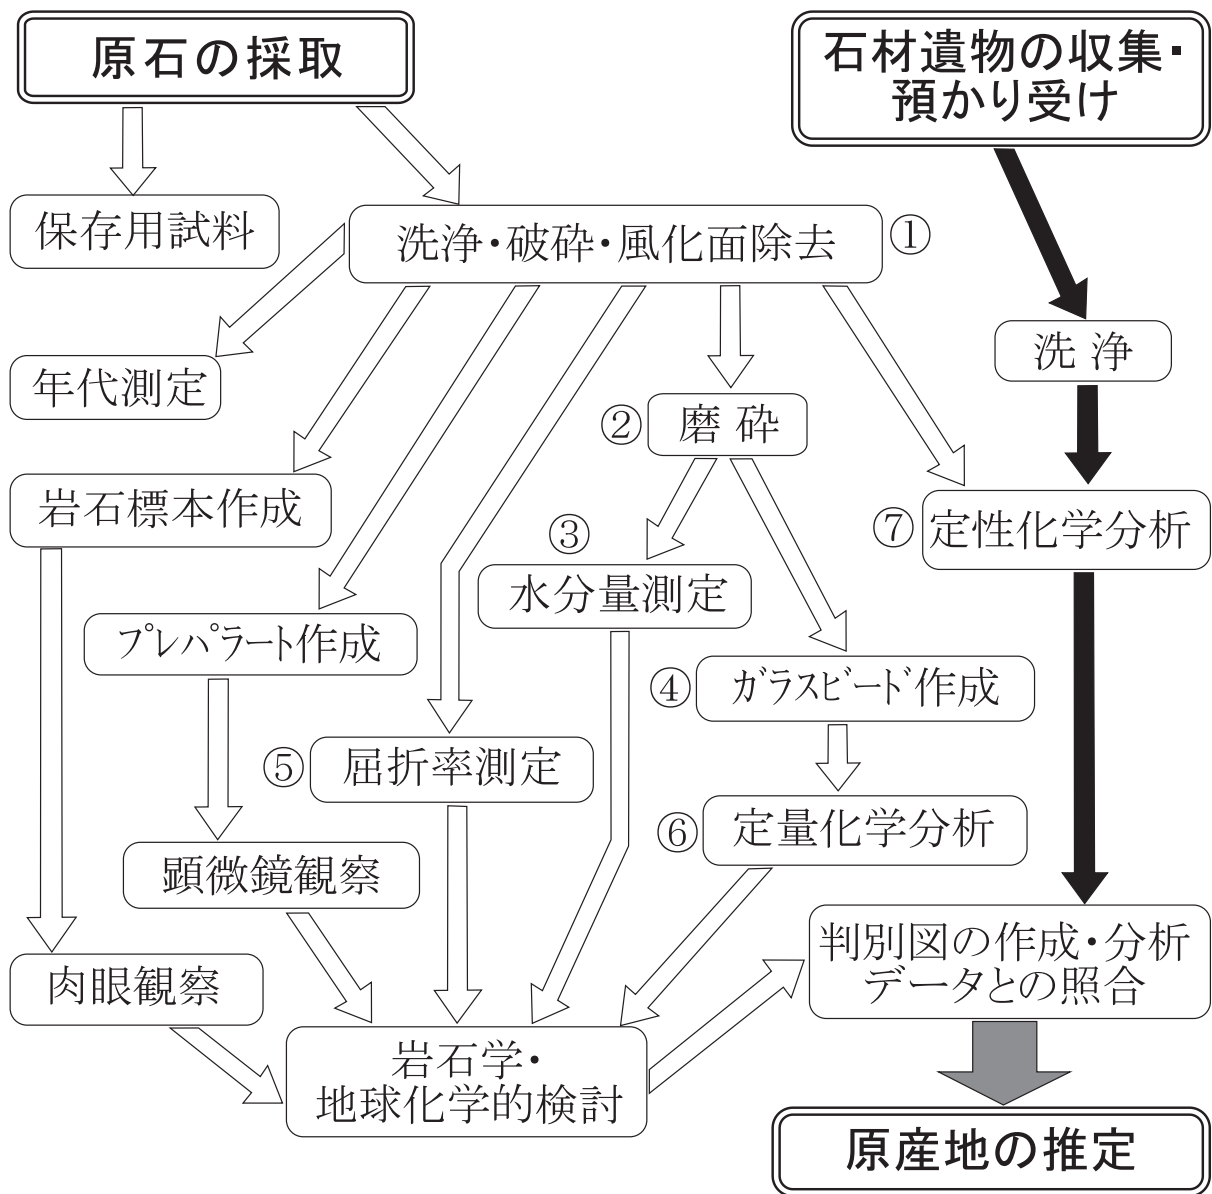 原石の採取
石材遺物の収集・
預かり受け
保存用試料
洗浄・破砕・風化面除去
①
年代測定
洗 浄
②
磨 砕
岩石標本作成
③
⑦
定性化学分析
水分量測定
プレパラート作成
④
ガラスビード作成
⑤
屈折率測定
⑥
定量化学分析
顕微鏡観察
判別図の作成・分析
データとの照合
肉眼観察
岩石学・
地球化学的検討
原産地の推定